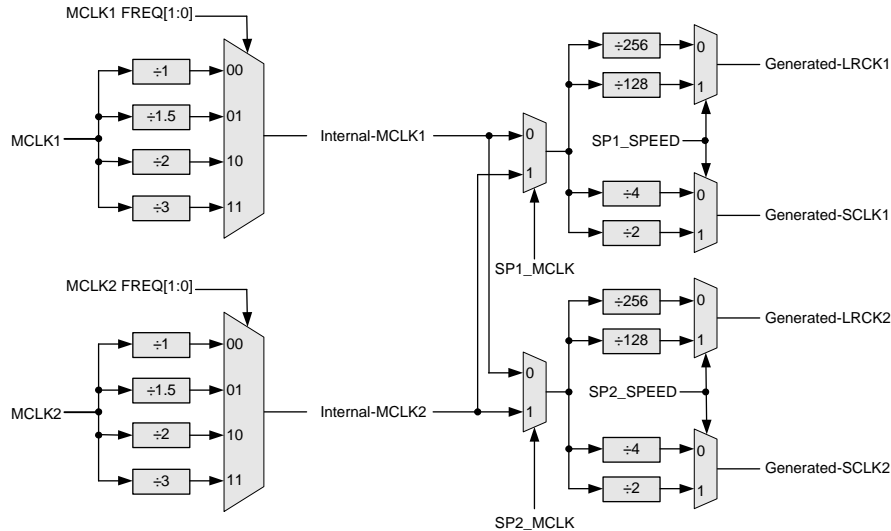 MCLK1 FREQ[1:0]
÷1
00
÷1.5
01
MCLK1
÷2
10
÷3
11
Internal-MCLK1
0
1
SP1_MCLK
÷256
0
÷128
1
Generated-LRCK1
SP1_SPEED
÷4
0
÷2
1
Generated-SCLK1
MCLK2 FREQ[1:0]
÷1
00
÷1.5
01
MCLK2
÷2
10
÷3
11
Internal-MCLK2
0
1
SP2_MCLK
÷256
0
÷128
1
Generated-LRCK2
SP2_SPEED
÷4
0
÷2
1
Generated-SCLK2